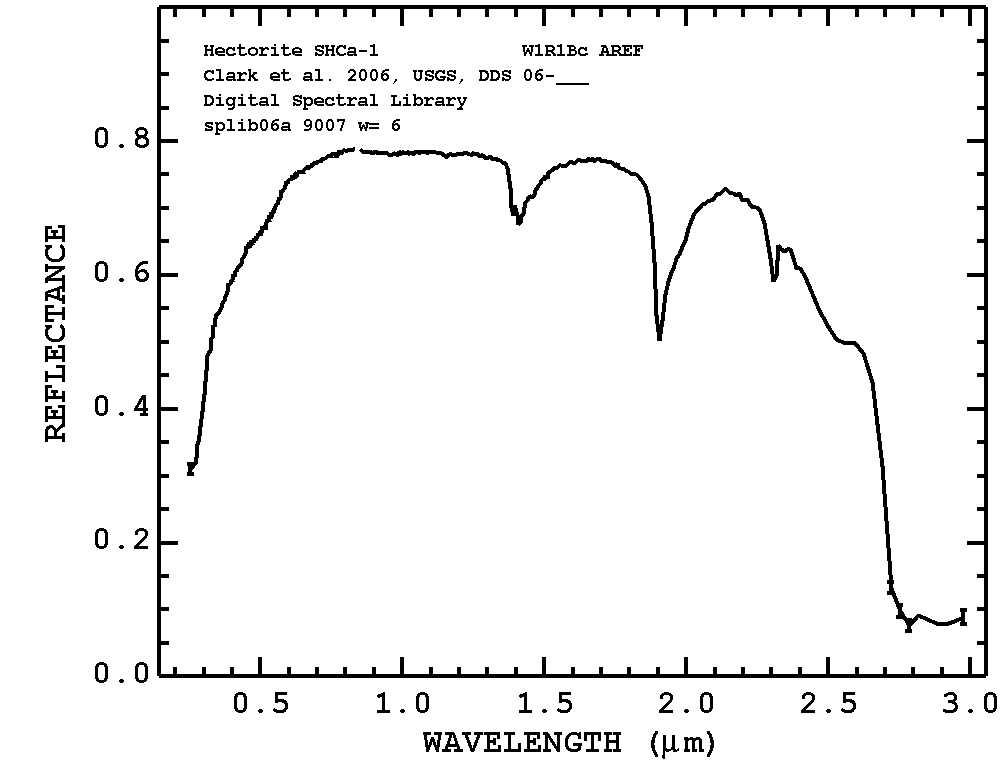 Hectorite SHCa-1 W1R1Bc AREF
Clark et al. 2006, USGS, DDS 06-___
Digital Spectral Library
splib06a 9007 w= 6
0.8
0.6
0.4
0.2
0.0
REFLECTANCE
0.5 1.0 1.5 2.0 2.5 3.0
WAVELENGTH (μm)